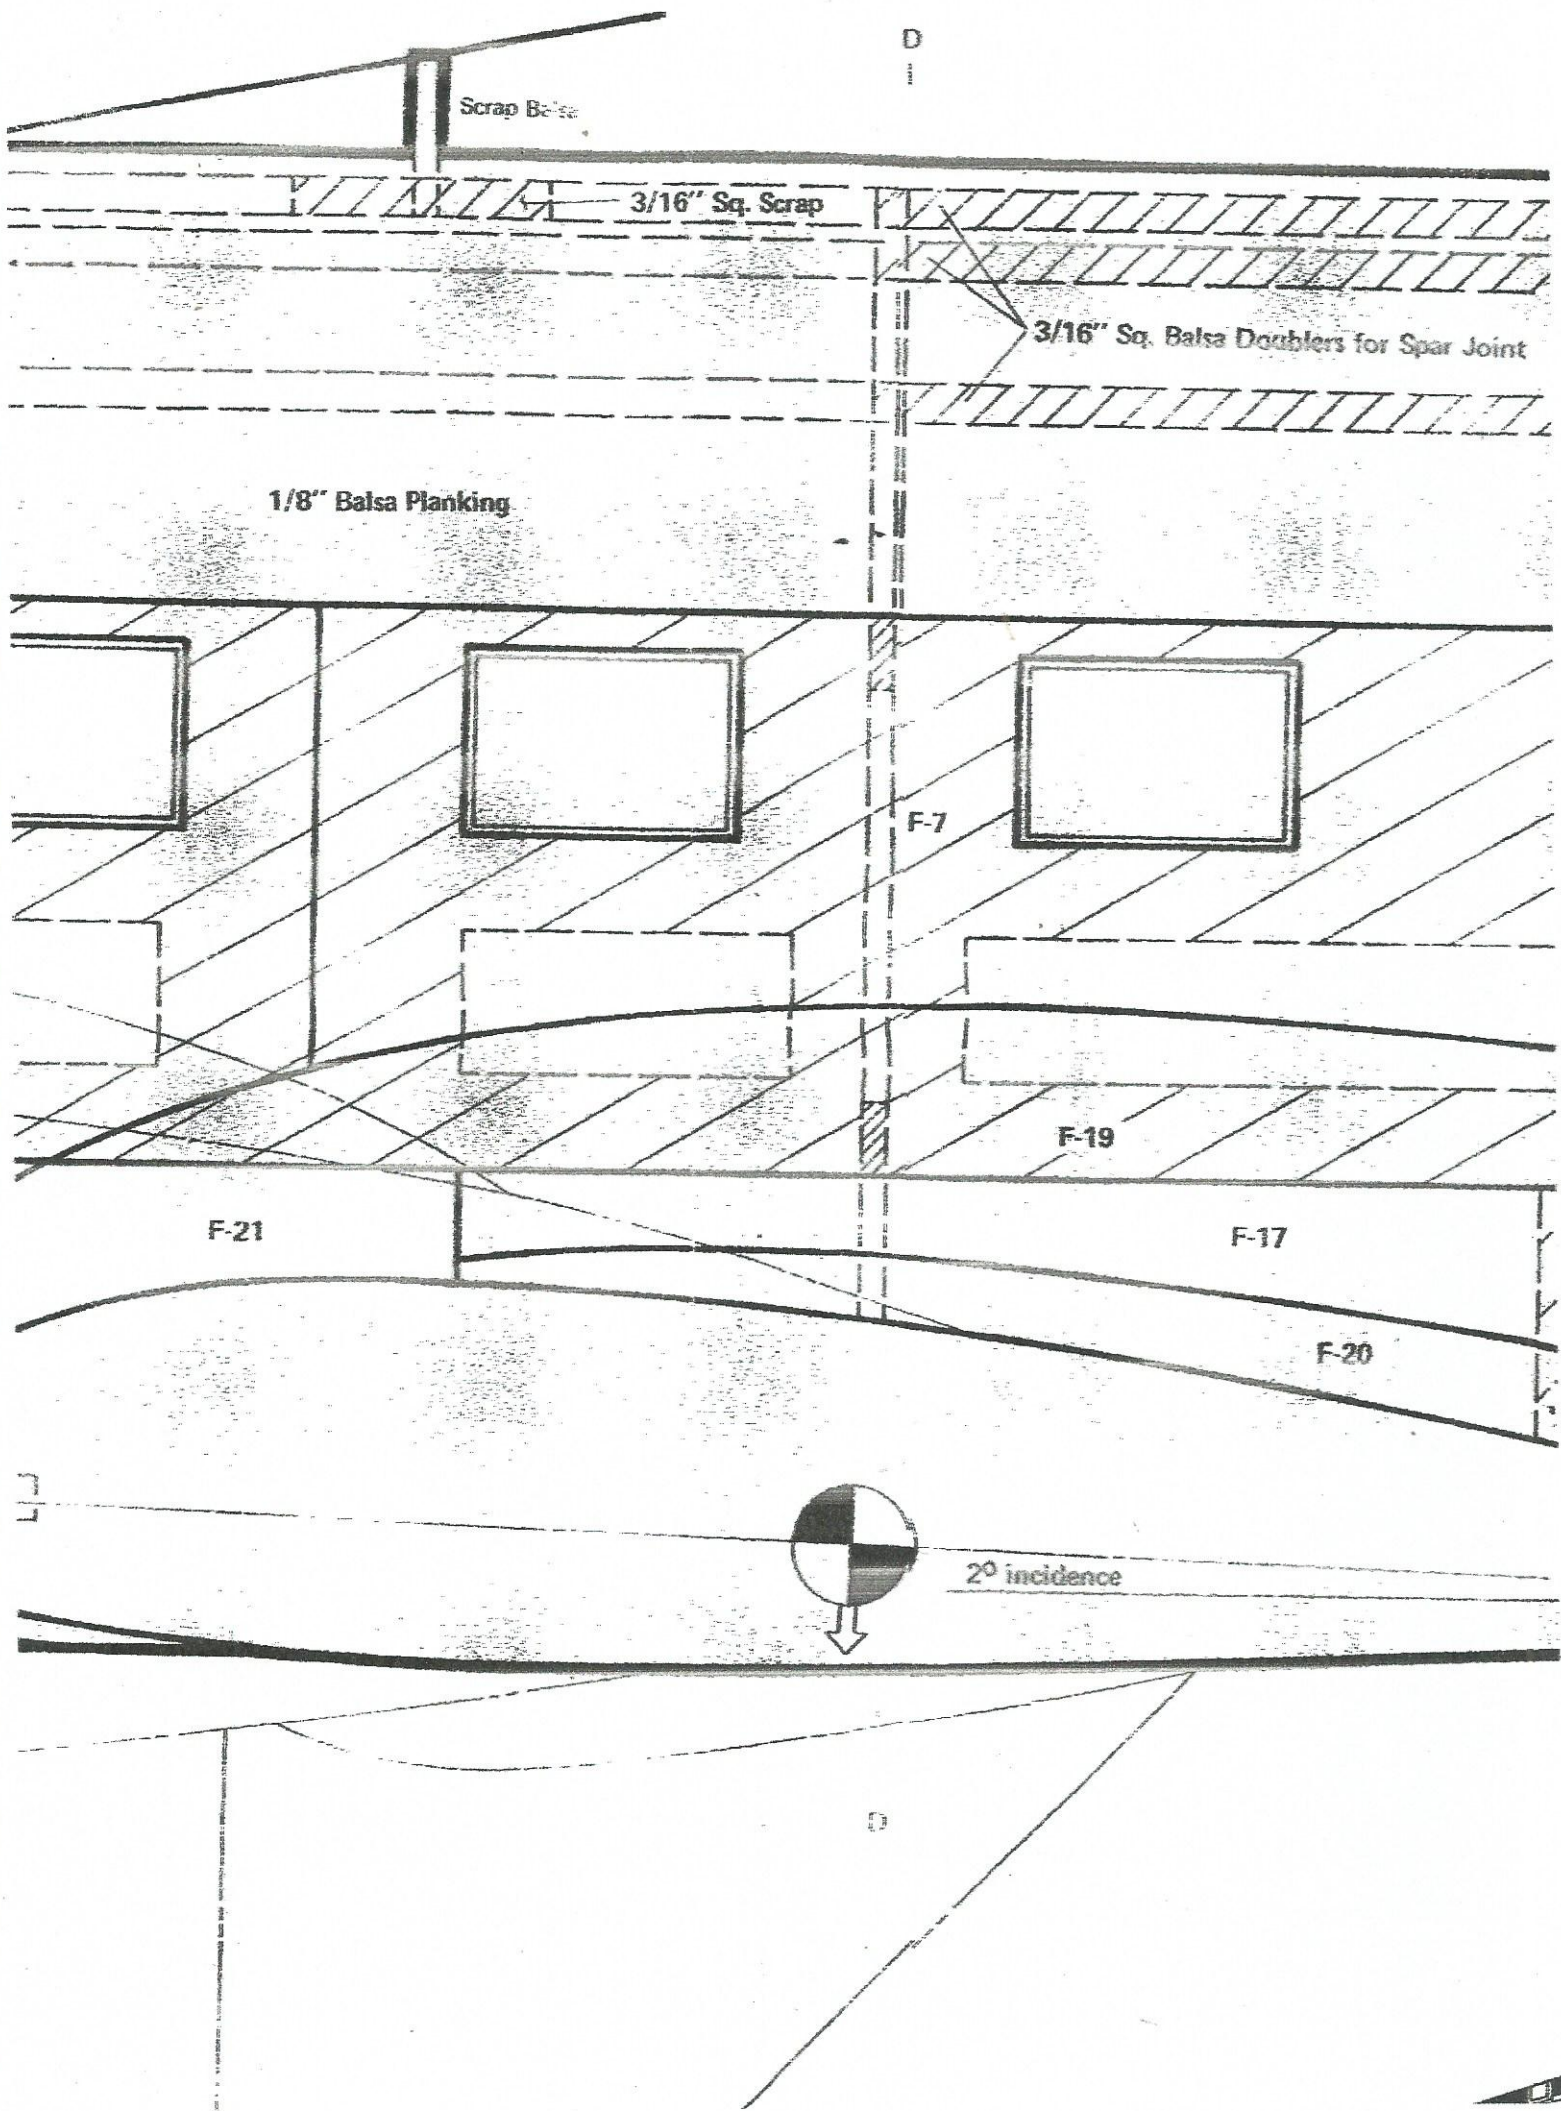 D
Scrap Balsa
3/16" Sq. Scrap
3/16" Sq. Balsa Doublers for Spar Joint
1/8" Balsa Planking
F-7
F-19
F-21
F-17
F-20
2° incidence
D